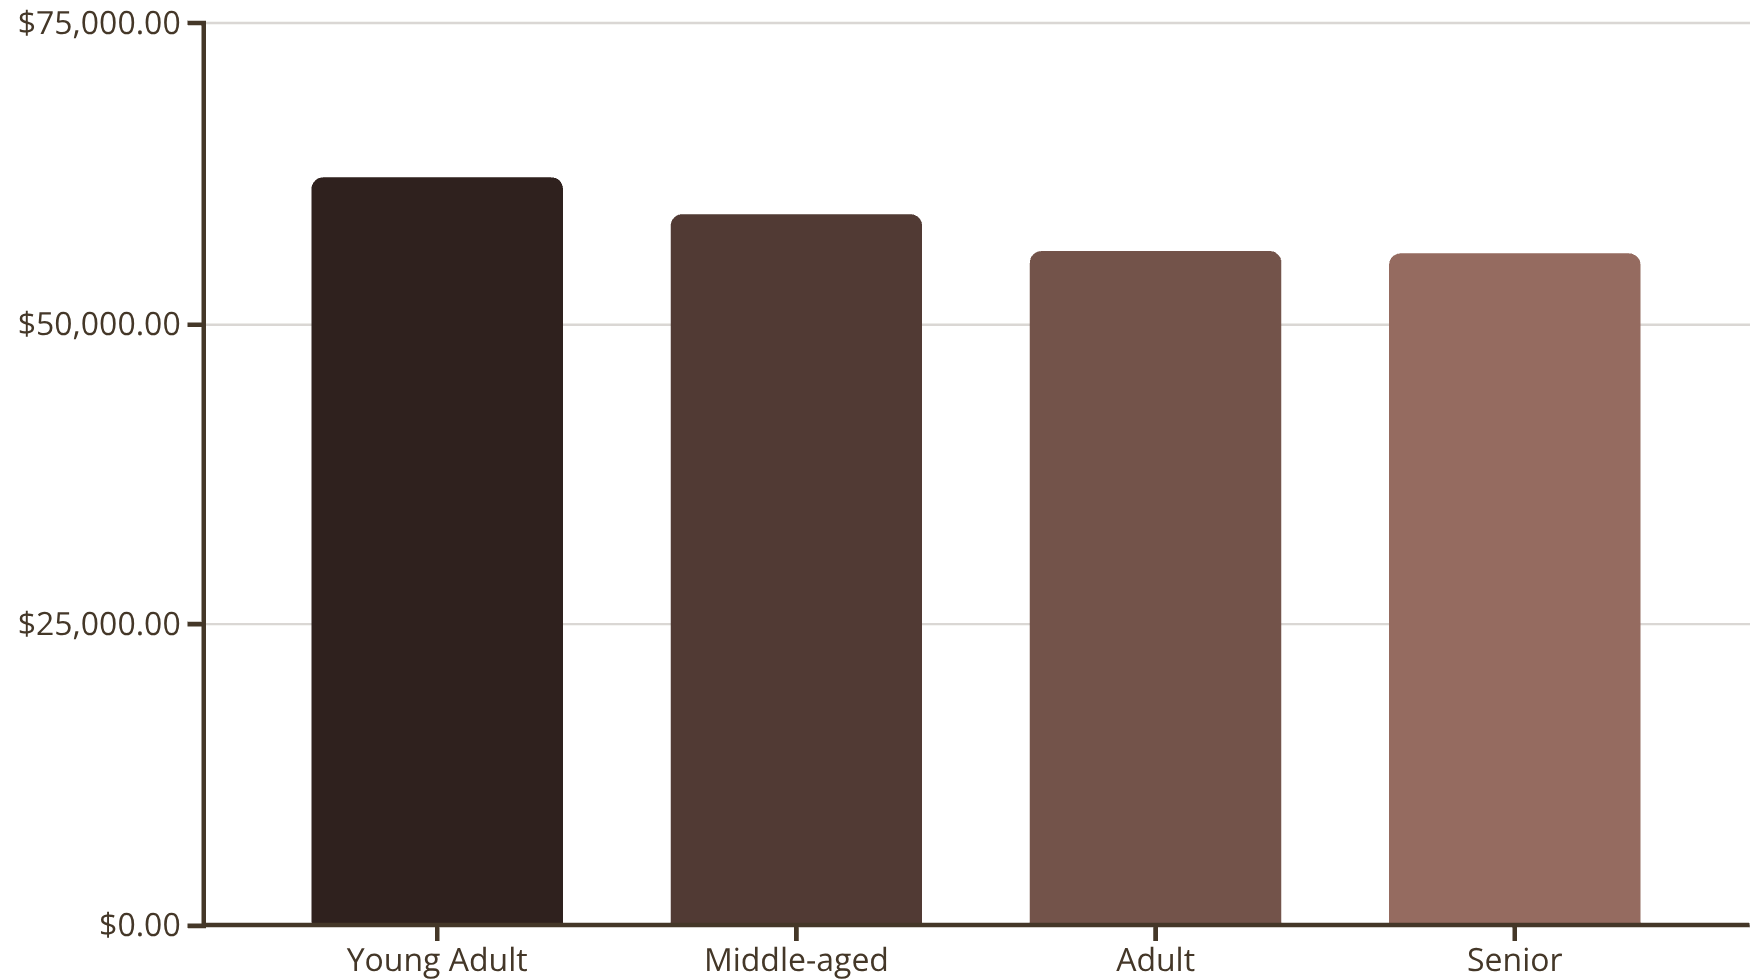 $75,000.00
$50,000.00
$25,000.00
$0.00
Young Adult
Middle-aged
Adult
Senior